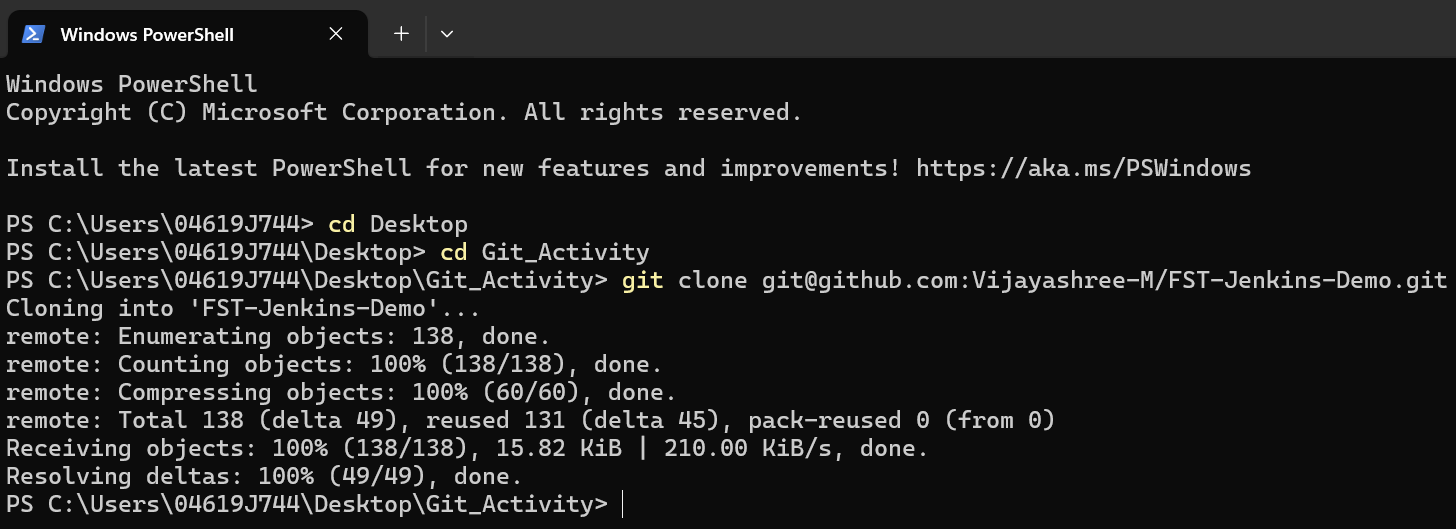 Windows PowerShell
Windows PowerShell
Copyright (C) Microsoft Corporation. All rights reserved.
Install the latest PowerShell for new features and improvements! https://aka.ms/PSWindows
PS C:\Users\04619J744> cd Desktop
PS C:\Users\04619J744\Desktop> cd Git_Activity
PS C:\Users\04619J744\Desktop\Git_Activity> git clone git@github.com:Vijayashree-M/FST-Jenkins-Demo.git
Cloning into 'FST-Jenkins-Demo'...
remote: Enumerating objects: 138, done.
remote: Counting objects: 100% (138/138), done.
remote: Compressing objects: 100% (60/60), done.
remote: Total 138 (delta 49), reused 131 (delta 45), pack-reused 0 (from 0)
Receiving objects: 100% (138/138), 15.82 KiB | 210.00 KiB/s, done.
Resolving deltas: 100% (49/49), done.
PS C:\Users\04619J744\Desktop\Git_Activity>